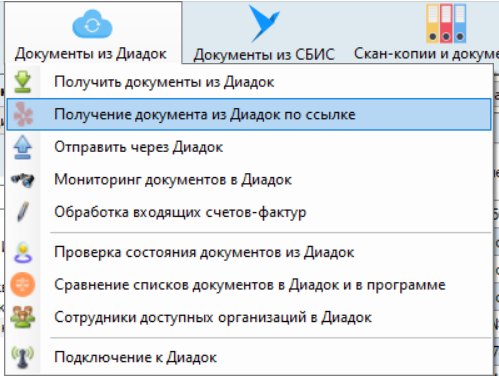 Документы из Диадок
Документы из СБИС
Скан-копии и докуме
Получить документы из Диадок
Получение документа из Диадок по ссылке
Отправить через Диадок
Мониторинг документов в Диадок
Обработка входящих счетов-фактур
Проверка состояния документов из Диадок
Сравнение списков документов в Диадок и в программе
Сотрудники доступных организаций в Диадок
Подключение к Диадок